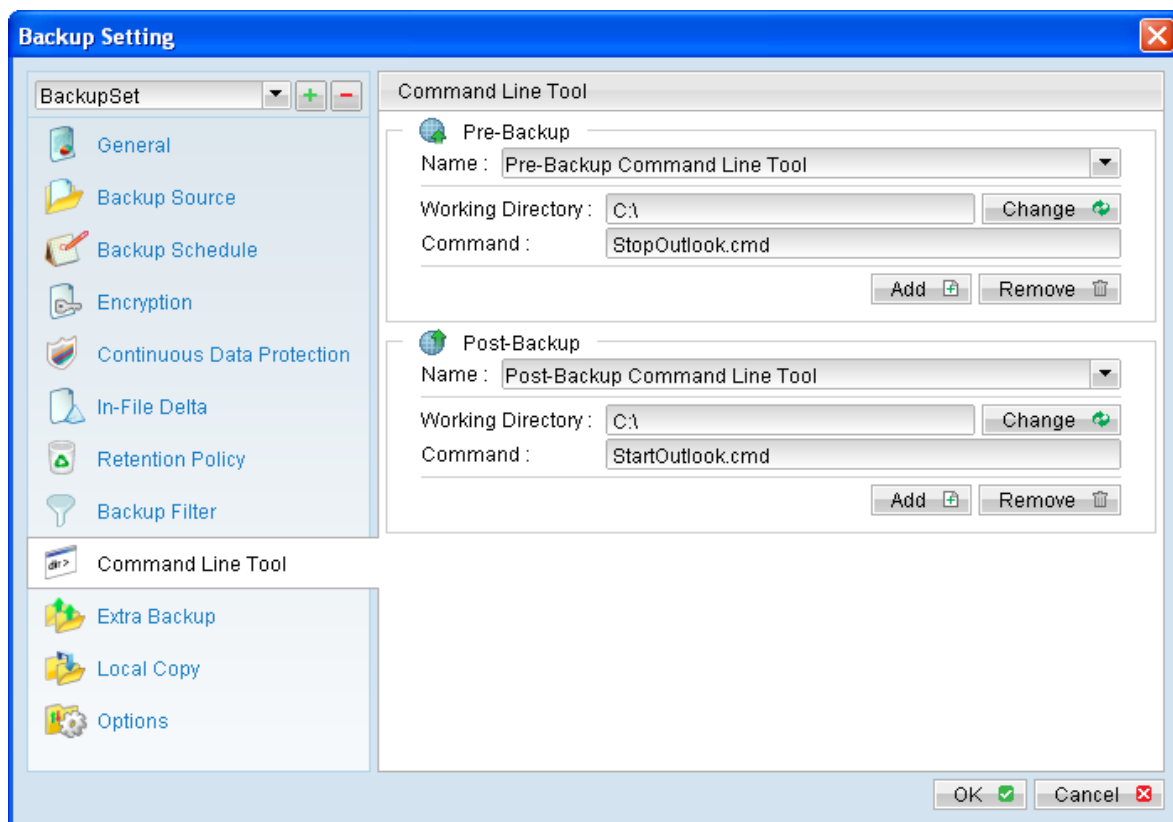 Backup Setting
BackupSet
General
Backup Source
Backup Schedule
Encryption
Continuous Data Protection
In-File Delta
Retention Policy
Backup Filter
dir>
Command Line Tool
Extra Backup
Local Copy
Options
Command Line Tool
Pre-Backup
Name : Pre-Backup Command Line Tool
Working Directory : C:\ Change
Command : StopOutlook.cmd
Add Remove
Post-Backup
Name : Post-Backup Command Line Tool
Working Directory : C:\ Change
Command : StartOutlook.cmd
Add Remove
OK Cancel